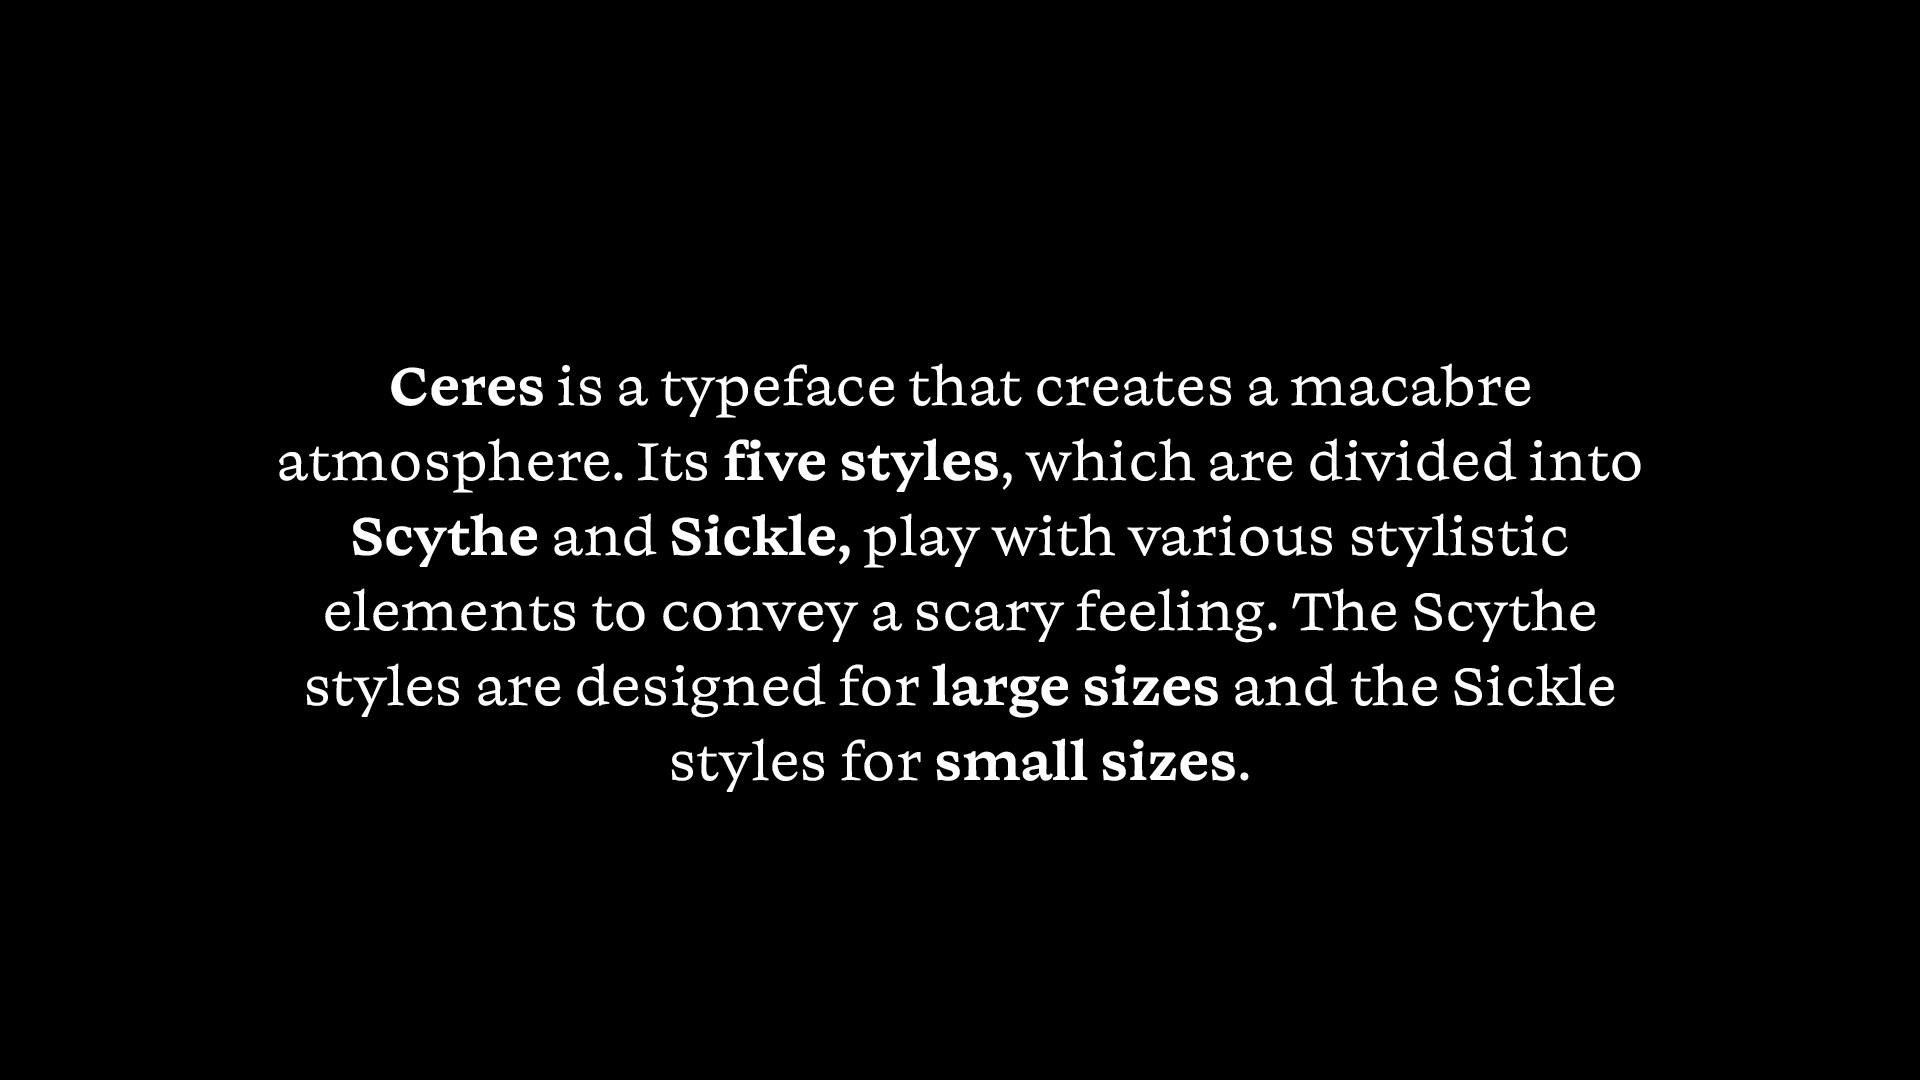 Ceres is a typeface that creates a macabre
atmosphere. Its five styles, which are divided into
Scythe and Sickle, play with various stylistic
elements to convey a scary feeling. The Scythe
styles are designed for large sizes and the Sickle
styles for small sizes.